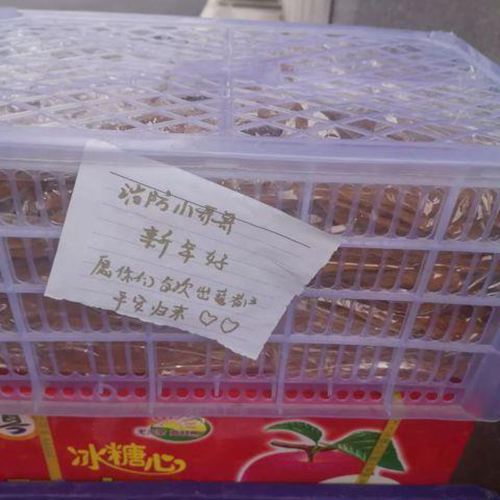 消防小哥哥
新年好
愿你们每次出警都
平安归来♡♡
冰糖心